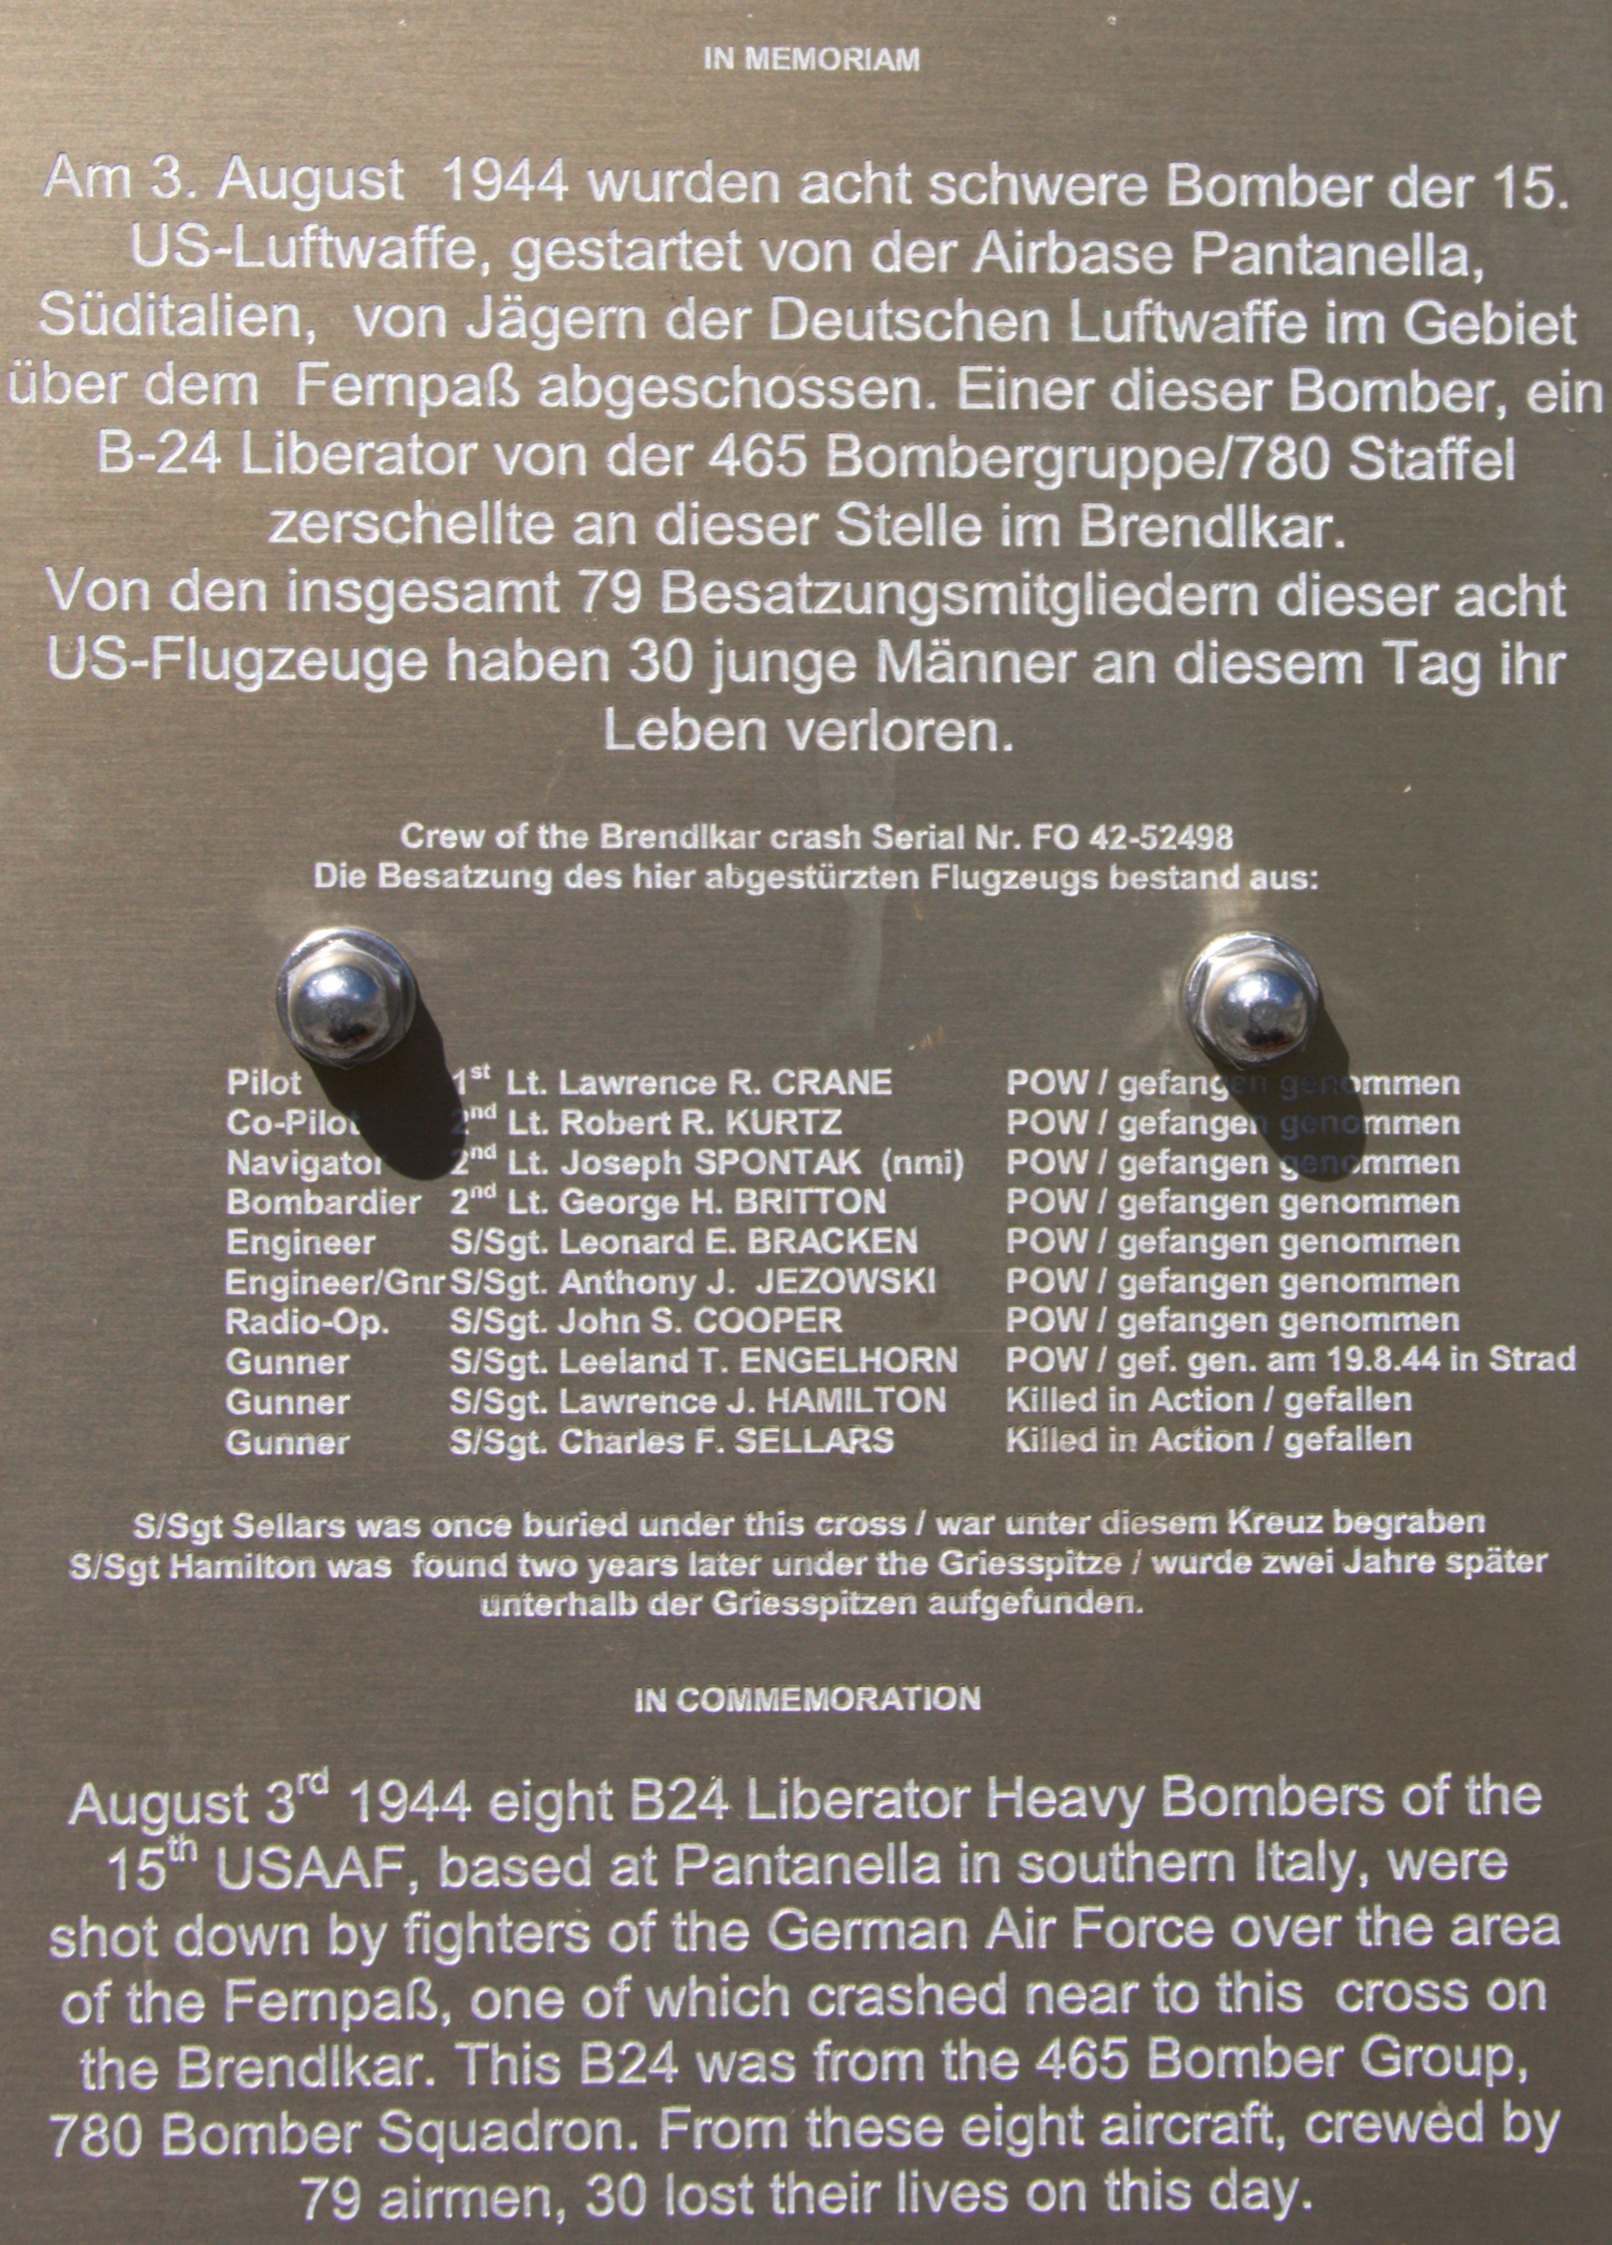 IN MEMORIAM
Am 3. August 1944 wurden acht schwere Bomber der 15.
US-Luftwaffe, gestartet von der Airbase Pantanella,
Süditalien, von Jägern der Deutschen Luftwaffe im Gebiet
über dem Fernpaß abgeschossen. Einer dieser Bomber, ein
B-24 Liberator von der 465 Bombergruppe/780 Staffel
zerschellte an dieser Stelle im Brendlkar.
Von den insgesamt 79 Besatzungsmitgliedern dieser acht
US-Flugzeuge haben 30 junge Männer an diesem Tag ihr
Leben verloren.
Crew of the Brendlkar crash Serial Nr. FO 42-52498
Die Besatzung des hier abgestürzten Flugzeugs bestand aus:
Pilot 1st Lt. Lawrence R. CRANE POW / gefangen genommen
Co-Pilot 2nd Lt. Robert R. KURTZ POW / gefangen genommen
Navigator 2nd Lt. Joseph SPONTAK (nmi) POW / gefangen genommen
Bombardier 2nd Lt. George H. BRITTON POW / gefangen genommen
Engineer S/Sgt. Leonard E. BRACKEN POW / gefangen genommen
Engineer/Gnr S/Sgt. Anthony J. JEZOWSKI POW / gefangen genommen
Radio-Op. S/Sgt. John S. COOPER POW / gefangen genommen
Gunner S/Sgt. Leeland T. ENGELHORN POW / gef. gen. am 19.8.44 in Strad
Gunner S/Sgt. Lawrence J. HAMILTON Killed in Action / gefallen
Gunner S/Sgt. Charles F. SELLARS Killed in Action / gefallen
S/Sgt Sellars was once buried under this cross / war unter diesem Kreuz begraben
S/Sgt Hamilton was found two years later under the Griesspitze / wurde zwei Jahre später
unterhalb der Griesspitzen aufgefunden.
IN COMMEMORATION
August 3rd 1944 eight B24 Liberator Heavy Bombers of the
15th USAAF, based at Pantanella in southern Italy, were
shot down by fighters of the German Air Force over the area
of the Fernpaß, one of which crashed near to this cross on
the Brendlkar. This B24 was from the 465 Bomber Group,
780 Bomber Squadron. From these eight aircraft, crewed by
79 airmen, 30 lost their lives on this day.